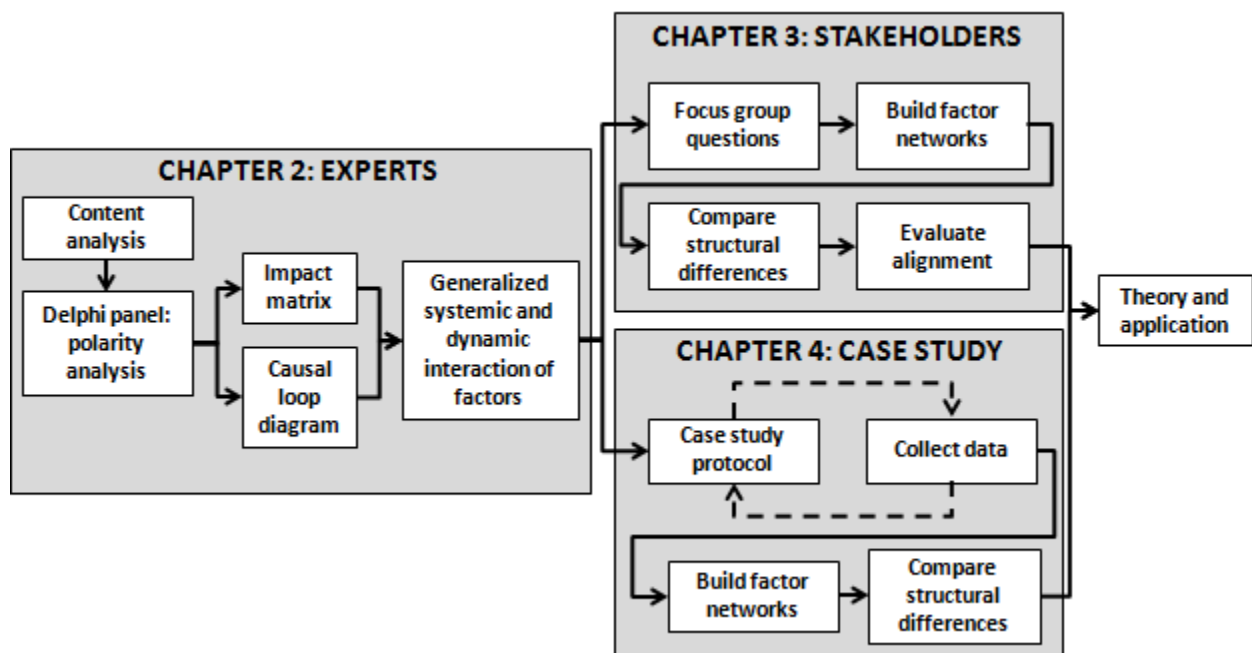 CHAPTER 2: EXPERTS
Content
analysis
Delphi panel:
polarity
analysis
Impact
matrix
Causal
loop
diagram
Generalized
systemic and
dynamic
interaction
of factors
CHAPTER 3: STAKEHOLDERS
Focus group
questions
Build factor
networks
Compare
structural
differences
Evaluate
alignment
CHAPTER 4: CASE STUDY
Case study
protocol
Collect data
Build factor
networks
Compare
structural
differences
Theory and
application